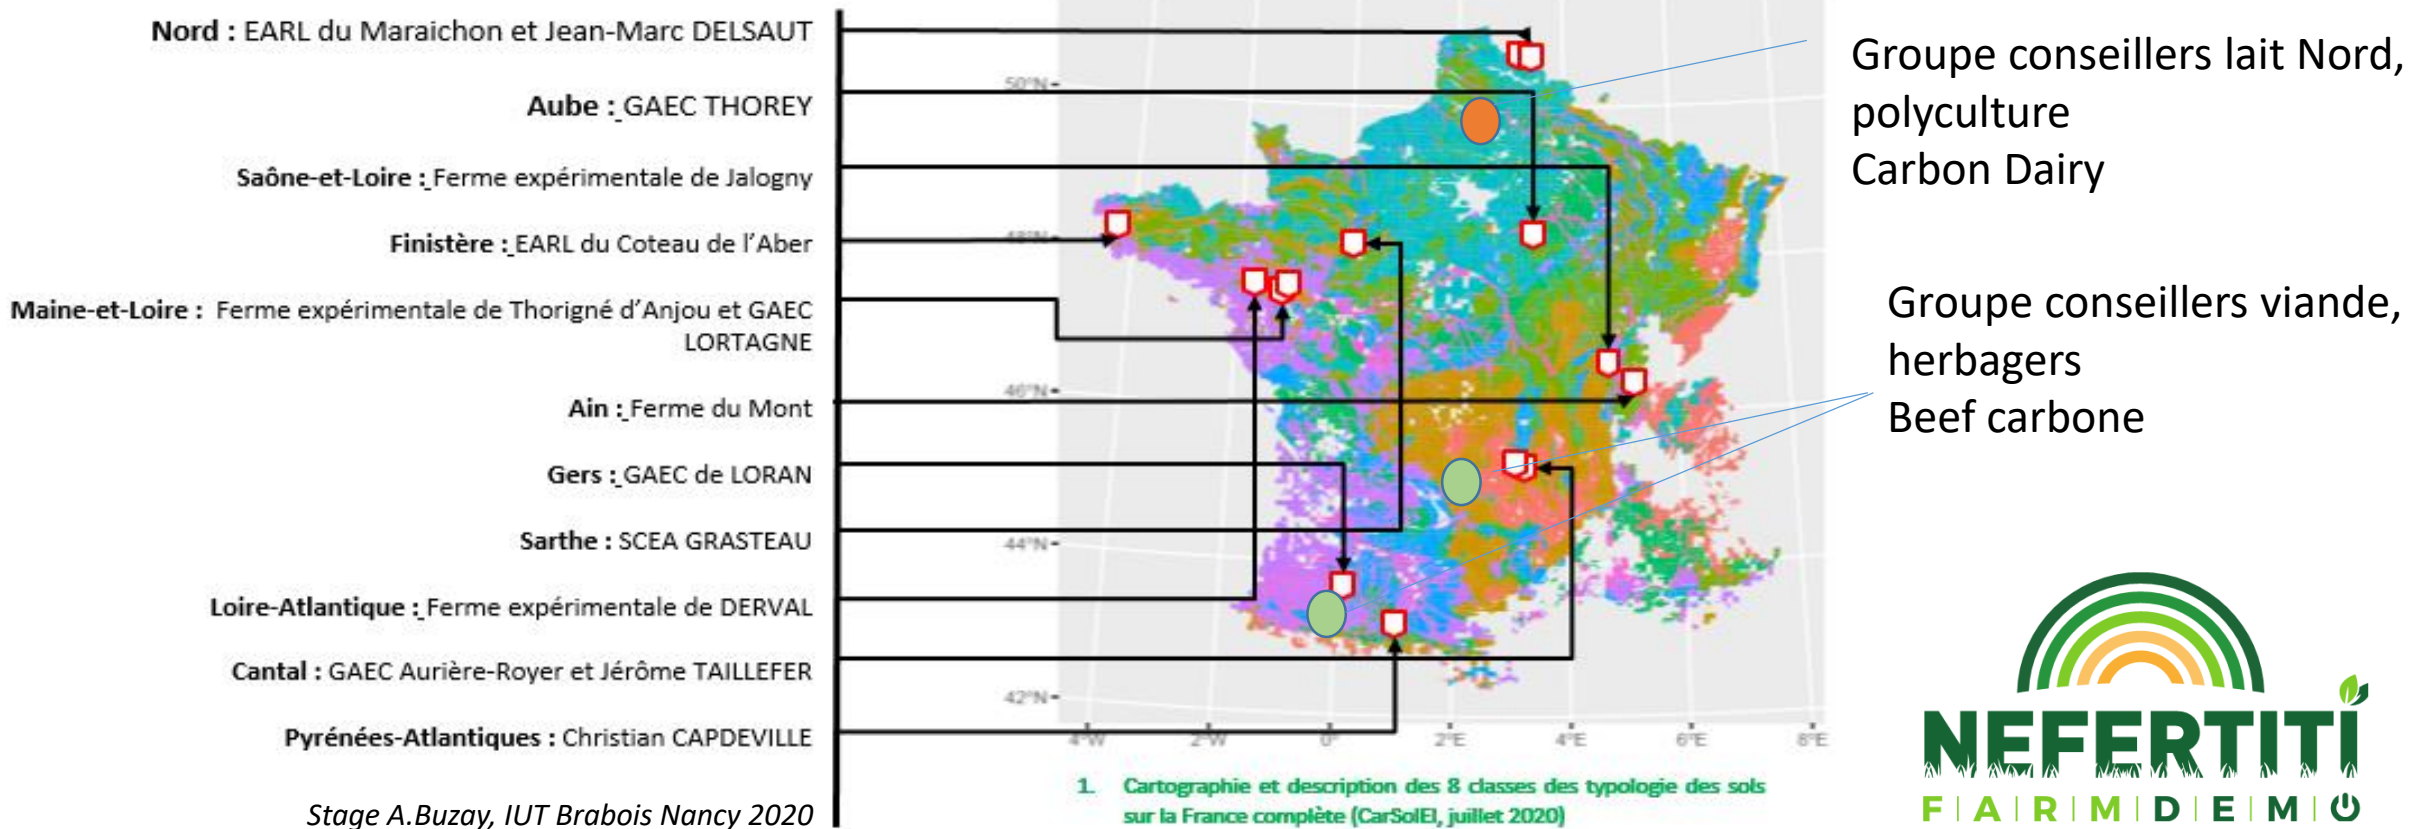 Nord : EARL du Maraichon et Jean-Marc DELSAUT
Aube : GAEC THOREY
Saône-et-Loire : Ferme expérimentale de Jalogny
Finistère : EARL du Coteau de l'Aber
Maine-et-Loire : Ferme expérimentale de Thorigné d'Anjou et GAEC
LORTAGNE
Ain : Ferme du Mont
Gers : GAEC de LORAN
Sarthe : SCEA GRASTEAU
Loire-Atlantique : Ferme expérimentale de DERVAL
Cantal : GAEC Aurière-Royer et Jérôme TAILLEFER
Pyrénées-Atlantiques : Christian CAPDEVILLE
Stage A.Buzay, IUT Brabois Nancy 2020
50°N
48°N
46°N
44°N
42°N
4°W 2°W 0° 2°E 4°E 6°E 8°E
1. Cartographie et description des 8 classes des typologie des sols
sur la France complète (CarSolEl, juillet 2020)
Groupe conseillers lait Nord,
polyculture
Carbon Dairy
Groupe conseillers viande,
herbagers
Beef carbone
NEFERTITI
F|A|R|M|D|E|M|O